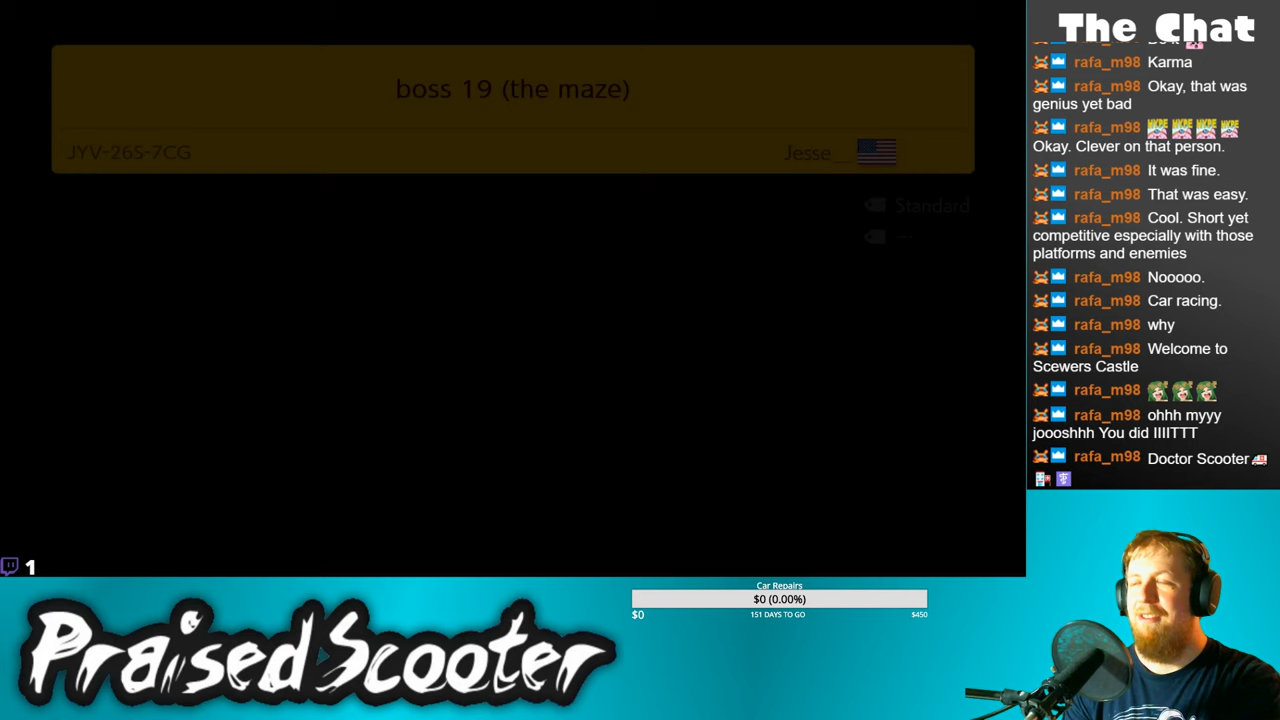 boss 19 (the maze)
JYV-26S-7CG
Jesse
Standard
---
The Chat
rafa_m98 Karma
rafa_m98 Okay, that was
genius yet bad
rafa_m98
Okay. Clever on that person.
rafa_m98 It was fine.
rafa_m98 That was easy.
rafa_m98 Cool. Short yet
competitive especially with those
platforms and enemies
rafa_m98 Nooooo.
rafa_m98 Car racing.
rafa_m98 why
rafa_m98 Welcome to
Scewers Castle
rafa_m98
rafa_m98 ohhh myyy
joooshhh You did IIIITTT
rafa_m98 Doctor Scooter
1
PraisedScooter
Car Repairs
$0 (0.00%)
$0 151 DAYS TO GO $450